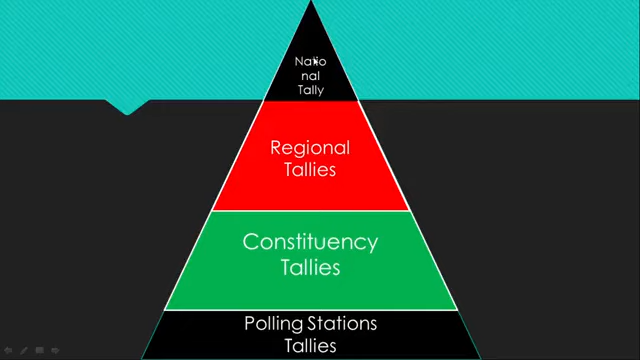 Natio
nal
Tally
Regional
Tallies
Constituency
Tallies
Polling Stations
Tallies